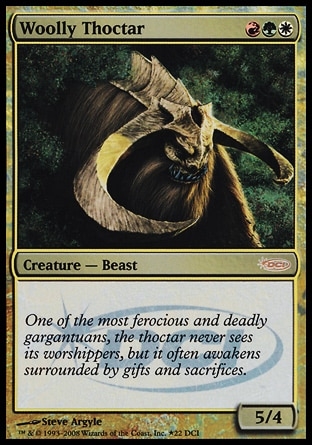 Woolly Thoctar
Creature — Beast
DCI
One of the most ferocious and deadly
gargantuans, the thoctar never sees
its worshippers, but it often awakens
surrounded by gifts and sacrifices.
Steve Argyle
™ & © 1993–2008 Wizards of the Coast, Inc. ★22 DCI
5/4